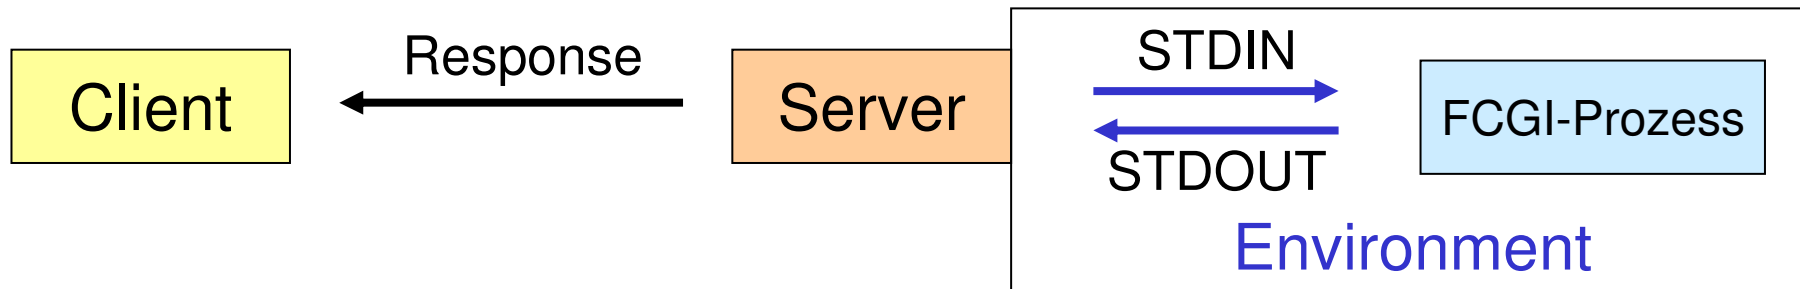 Client
Response
Server
STDIN
STDOUT
FCGI-Prozess
Environment